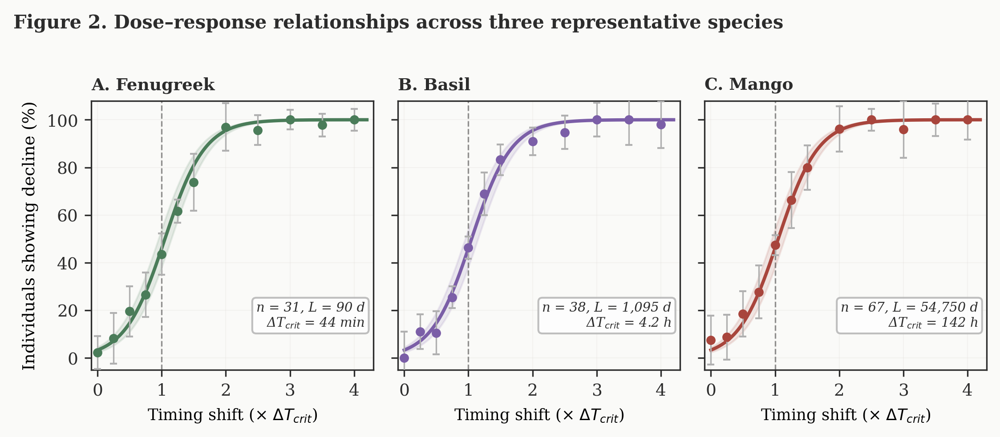 Figure 2. Dose–response relationships across three representative species
A. Fenugreek
B. Basil
C. Mango
Individuals showing decline (%)
100
80
60
40
20
0
n = 31, L = 90 d
ΔTcrit = 44 min
n = 38, L = 1,095 d
ΔTcrit = 4.2 h
n = 67, L = 54,750 d
ΔTcrit = 142 h
0 1 2 3 4
0 1 2 3 4
0 1 2 3 4
Timing shift (× ΔTcrit)
Timing shift (× ΔTcrit)
Timing shift (× ΔTcrit)